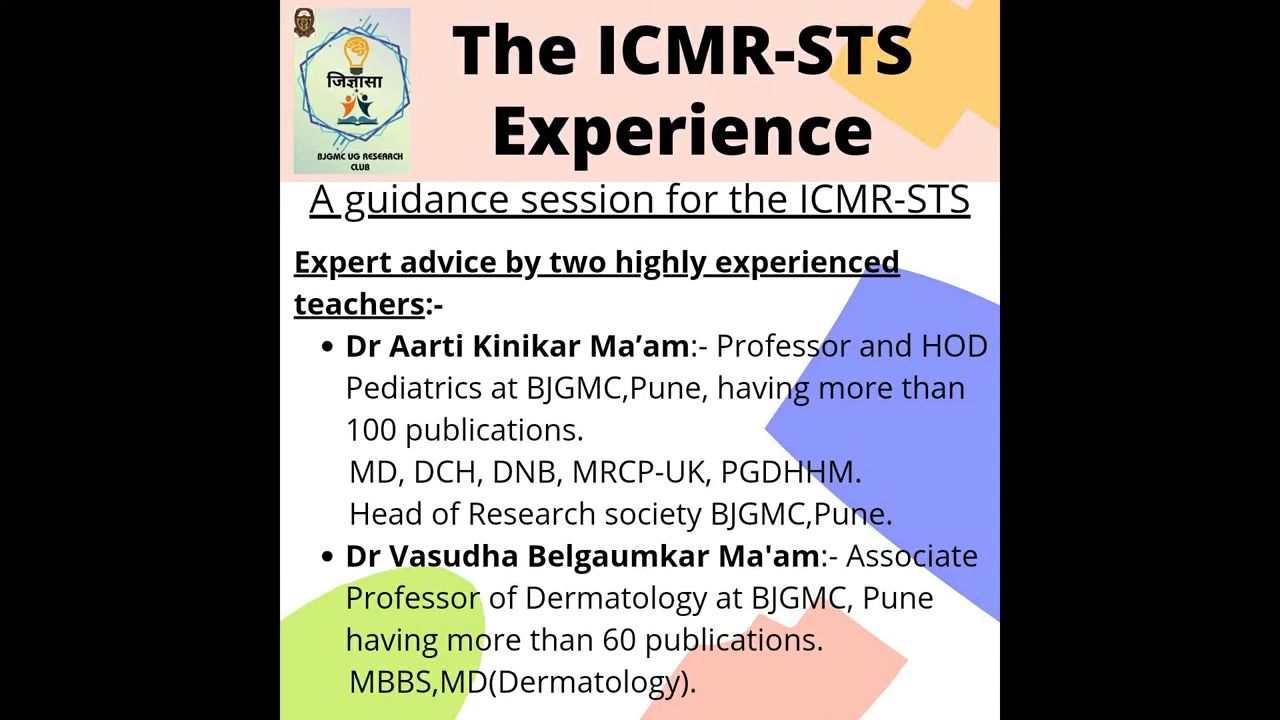 The ICMR-STS
Experience
जिज्ञासा
BJGMC UG RESEARCH
CLUB
A guidance session for the ICMR-STS
Expert advice by two highly experienced
teachers:-
• Dr Aarti Kinikar Ma’am:- Professor and HOD
Pediatrics at BJGMC,Pune, having more than
100 publications.
MD, DCH, DNB, MRCP-UK, PGDHHM.
Head of Research society BJGMC,Pune.
• Dr Vasudha Belgaumkar Ma'am:- Associate
Professor of Dermatology at BJGMC, Pune
having more than 60 publications.
MBBS,MD(Dermatology).